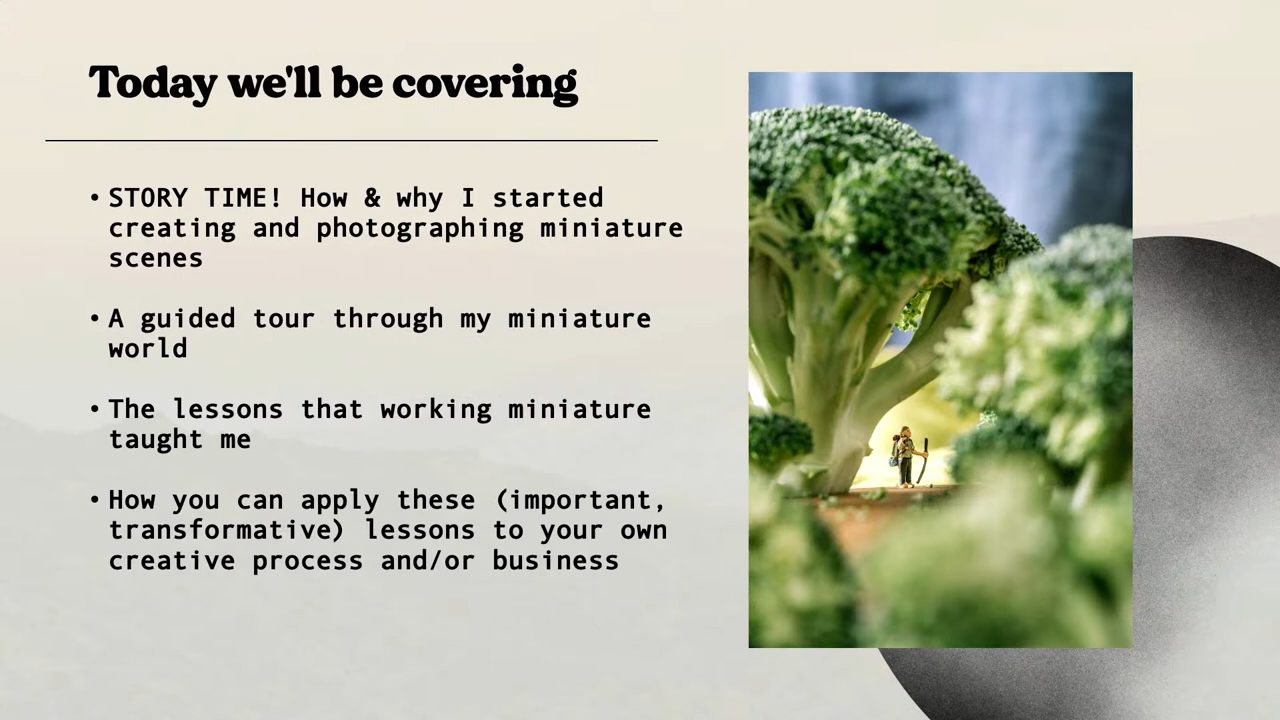 Today we'll be covering
• STORY TIME! How & why I started
creating and photographing miniature
scenes
• A guided tour through my miniature
world
• The lessons that working miniature
taught me
• How you can apply these (important,
transformative) lessons to your own
creative process and/or business